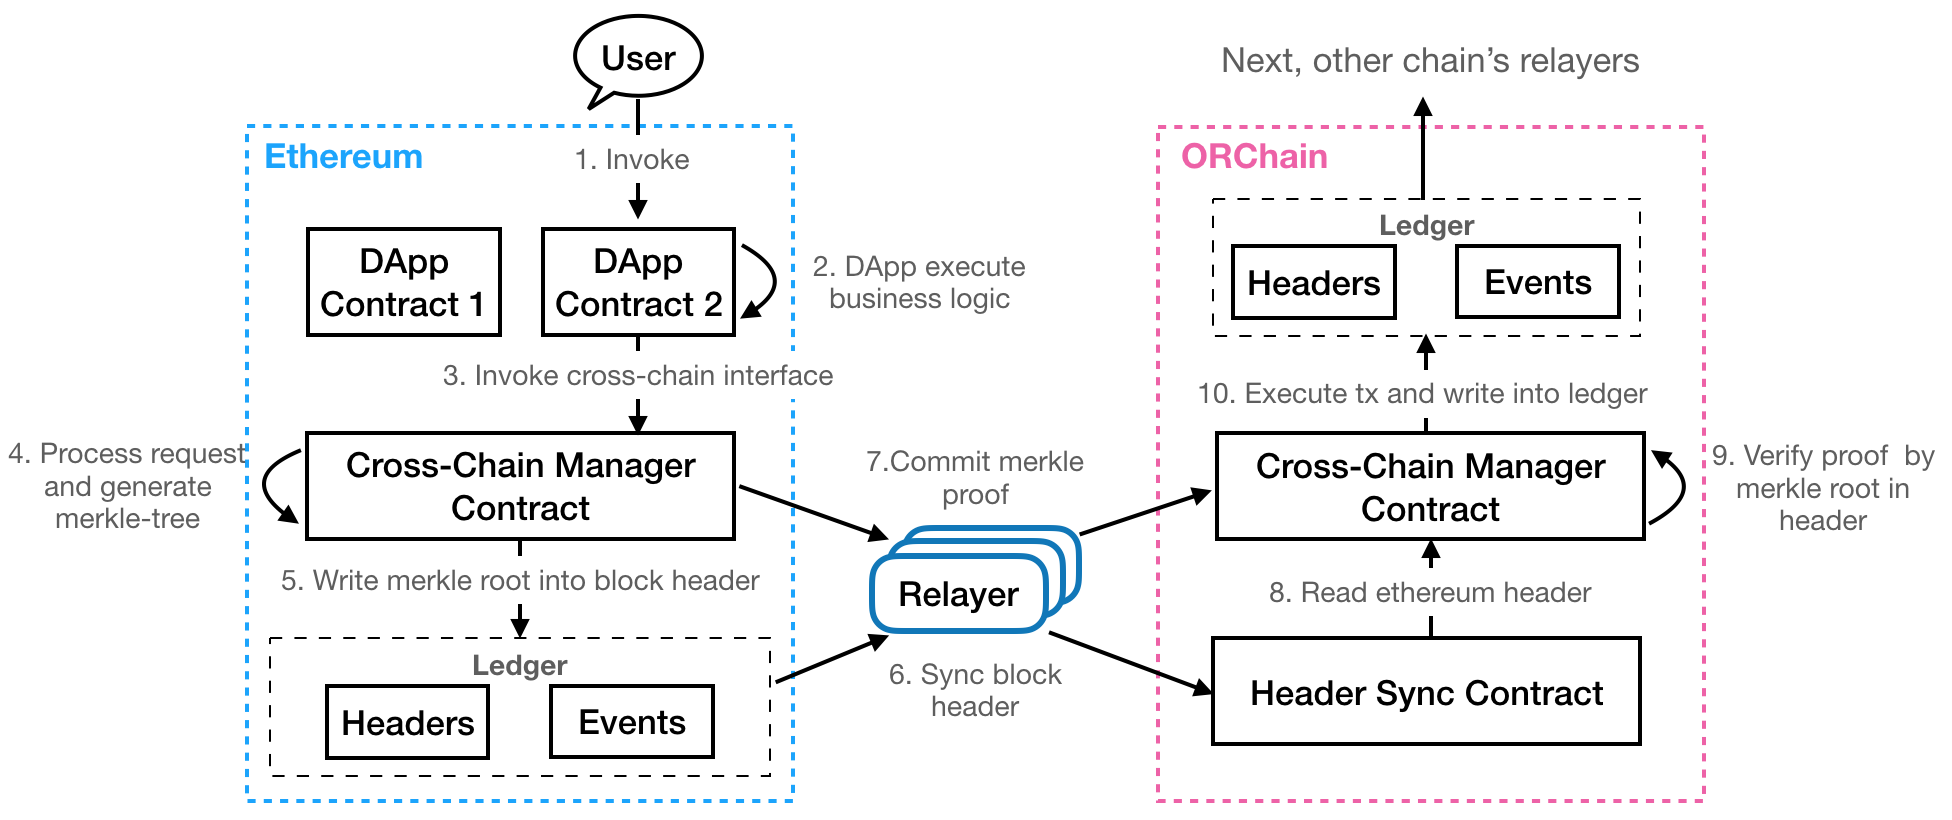 User
Next, other chain’s relayers
Ethereum
1. Invoke
DApp
Contract 1
DApp
Contract 2
2. DApp execute
business logic
3. Invoke cross-chain interface
4. Process request
and generate
merkle-tree
Cross-Chain Manager
Contract
5. Write merkle root into block header
Ledger
Headers
Events
7.Commit merkle
proof
Relayer
6. Sync block
header
ORChain
Ledger
Headers
Events
10. Execute tx and write into ledger
Cross-Chain Manager
Contract
9. Verify proof by
merkle root in
header
8. Read ethereum header
Header Sync Contract